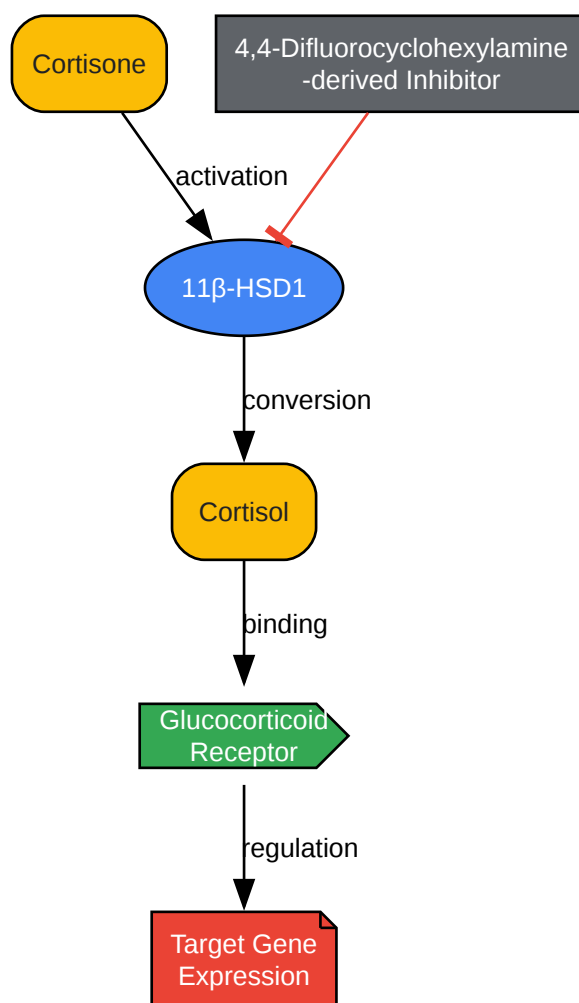 Cortisone
4,4-Difluorocyclohexylamine
-derived Inhibitor
activation
11β-HSD1
conversion
Cortisol
binding
Glucocorticoid
Receptor
regulation
Target Gene
Expression